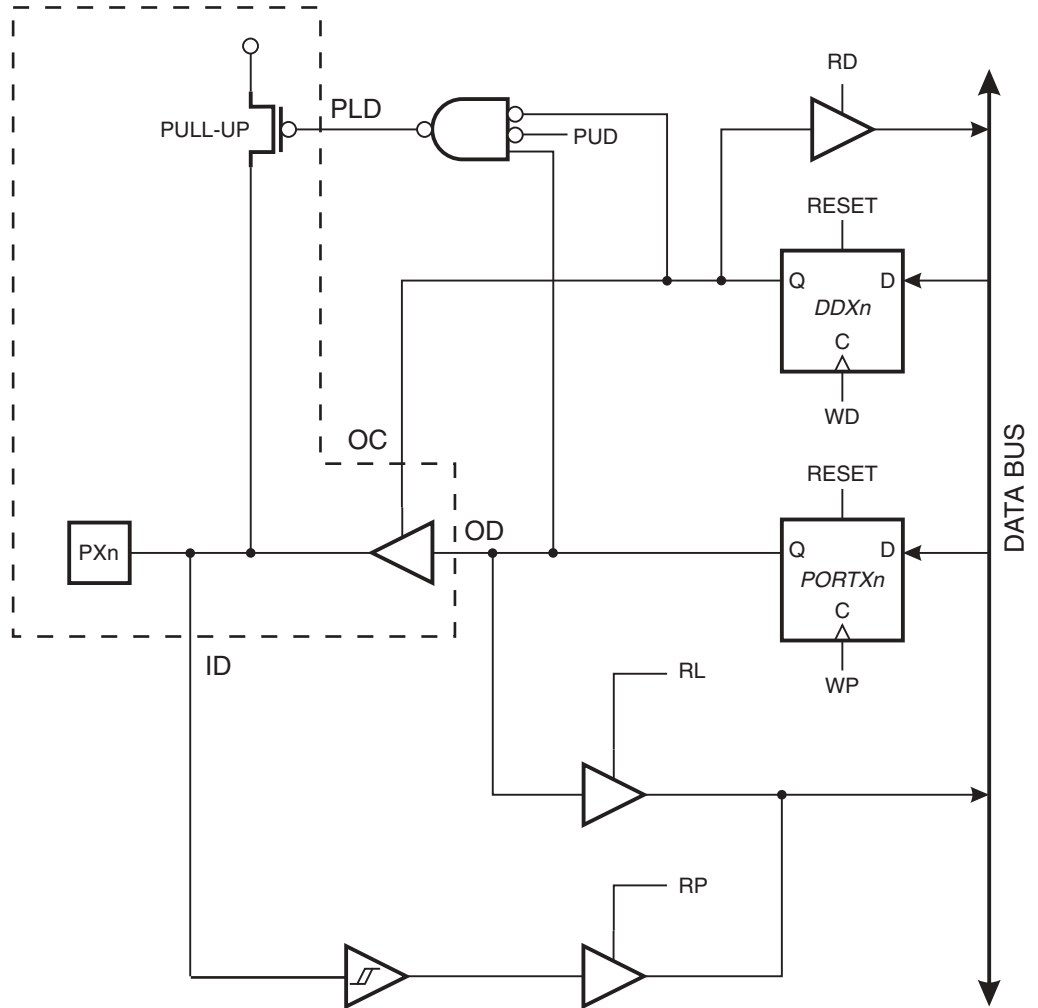 RD
PLD
PULL-UP
PUD
RESET
Q
D
DDXn
C
WD
OC
RESET
OD
PXn
Q
D
PORTXn
C
WP
DATA BUS
ID
RL
RP